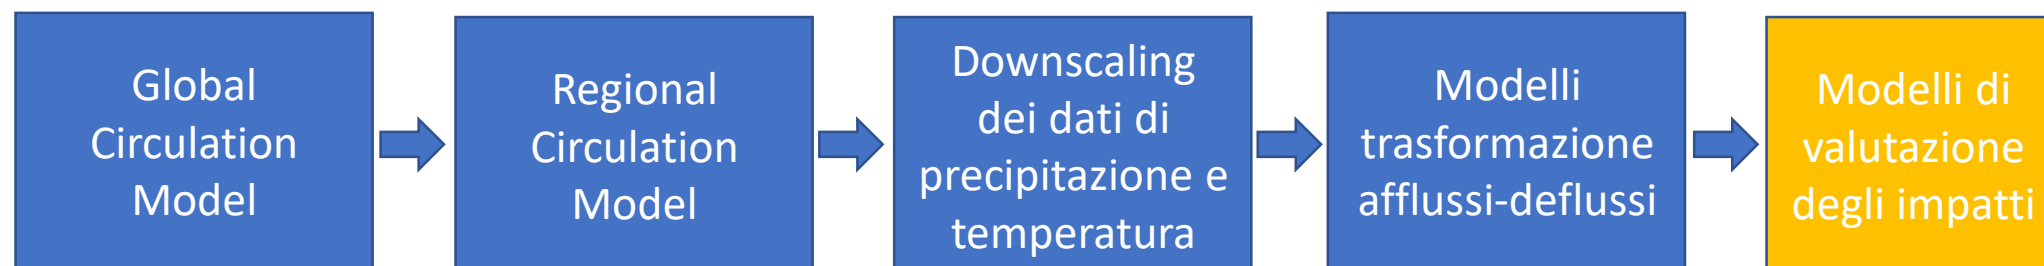 Global
Circulation
Model
Regional
Circulation
Model
Downscaling
dei dati di
precipitazione e
temperatura
Modelli
trasformazione
afflussi-deflussi
Modelli di
valutazione
degli impatti